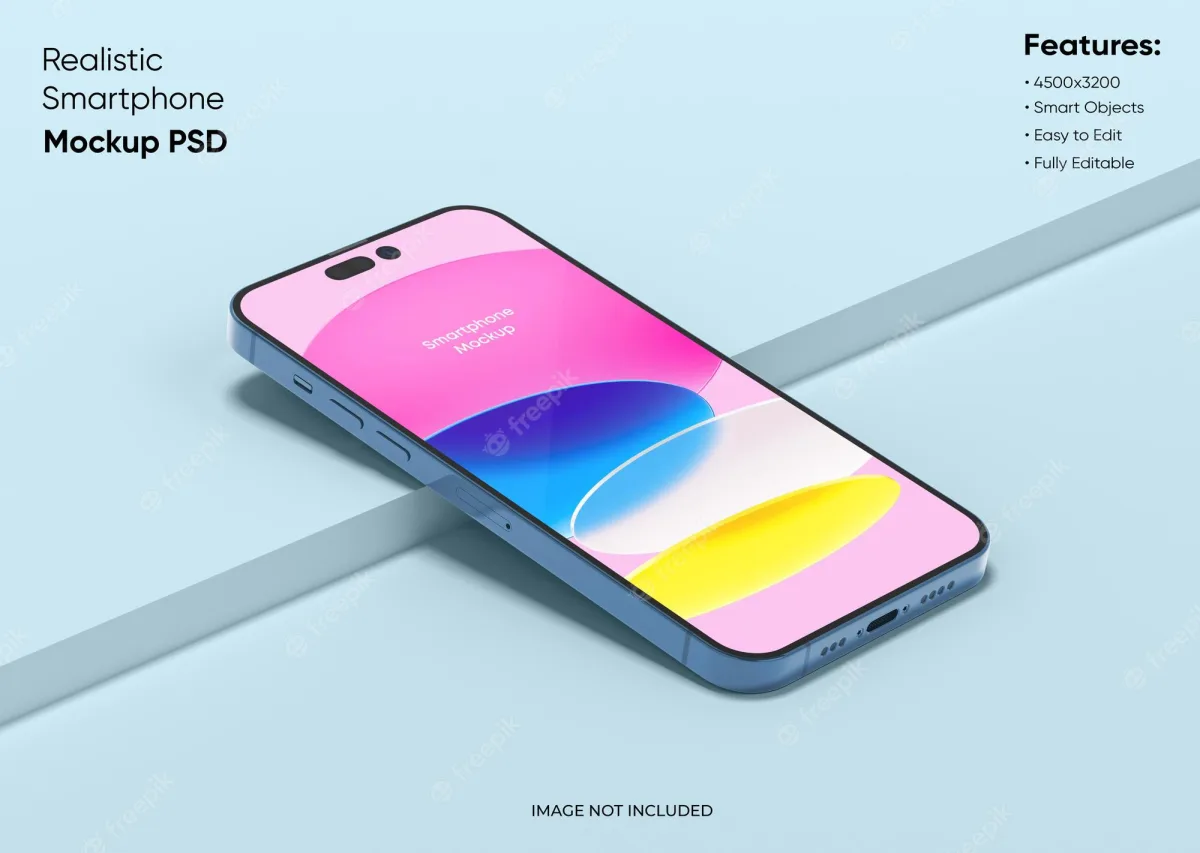 Realistic
Smartphone
Mockup PSD
Features:
• 4500x3200
• Smart Objects
• Easy to Edit
• Fully Editable
Smartphone
Mockup
freepik
IMAGE NOT INCLUDED